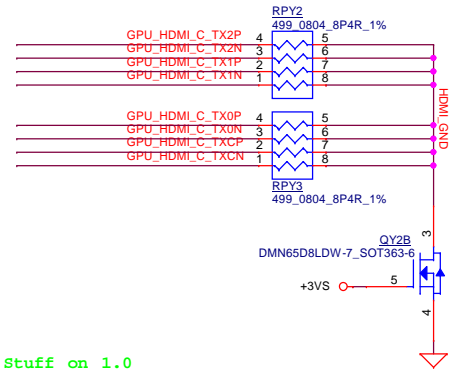 RPY2
499_0804_8P4R_1%
GPU_HDMI_C_TX2P 4 5
GPU_HDMI_C_TX2N 3 6
GPU_HDMI_C_TX1P 2 7
GPU_HDMI_C_TX1N 1 8
HDMI_GND
GPU_HDMI_C_TX0P 4 5
GPU_HDMI_C_TX0N 3 6
GPU_HDMI_C_TXCP 2 7
GPU_HDMI_C_TXCN 1 8
RPY3
499_0804_8P4R_1%
3
QY2B
DMN65D8LDW-7_SOT363-6
+3VS 5
4
Stuff on 1.0